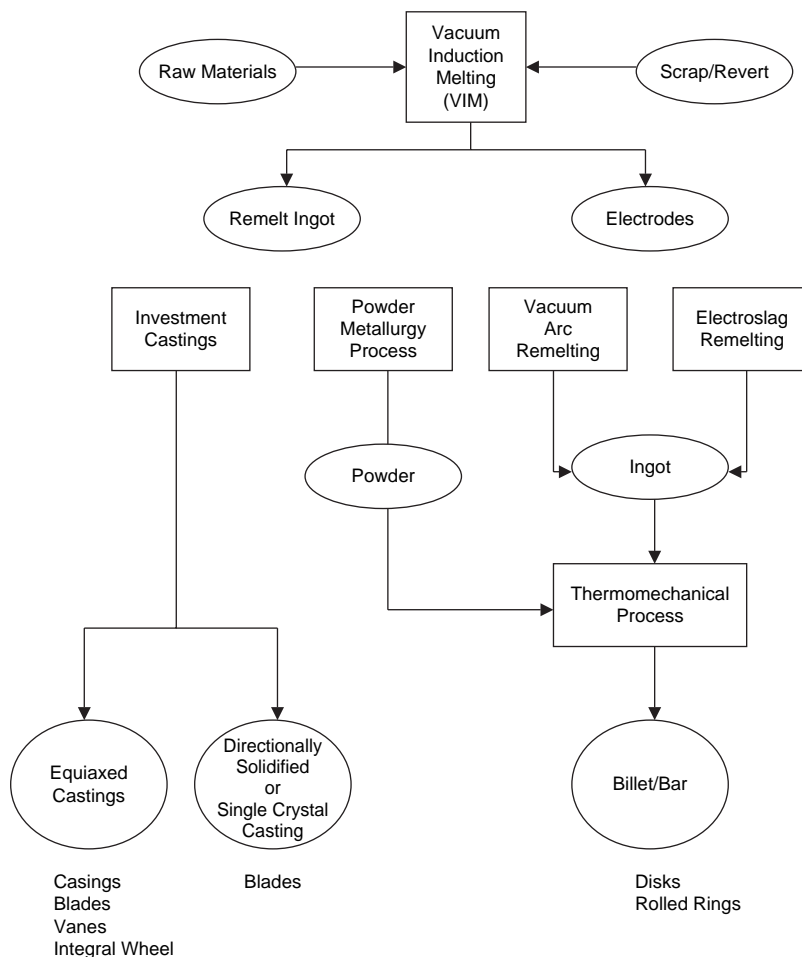 Raw Materials
Vacuum
Induction
Melting
(VIM)
Scrap/Revert
Remelt Ingot
Electrodes
Investment
Castings
Powder
Metallurgy
Process
Vacuum
Arc
Remelting
Electroslag
Remelting
Powder
Ingot
Thermomechanical
Process
Equiaxed
Castings
Directionally
Solidified
or
Single Crystal
Casting
Billet/Bar
Casings
Blades
Vanes
Integral Wheel
Blades
Disks
Rolled Rings